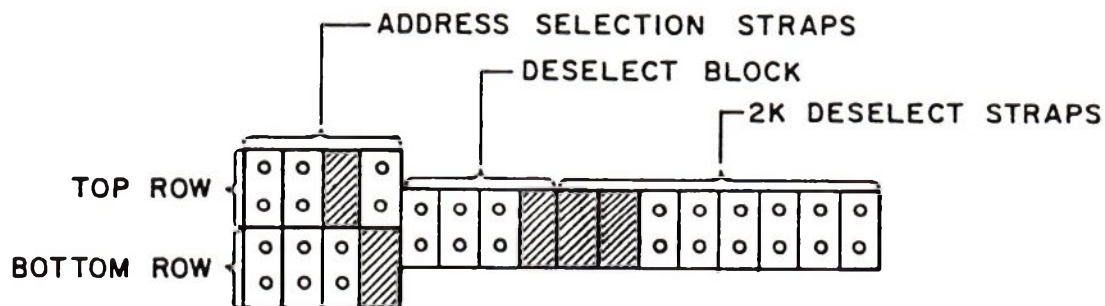 ADDRESS SELECTION STRAPS
DESELECT BLOCK
2K DESELECT STRAPS
TOP ROW
BOTTOM ROW